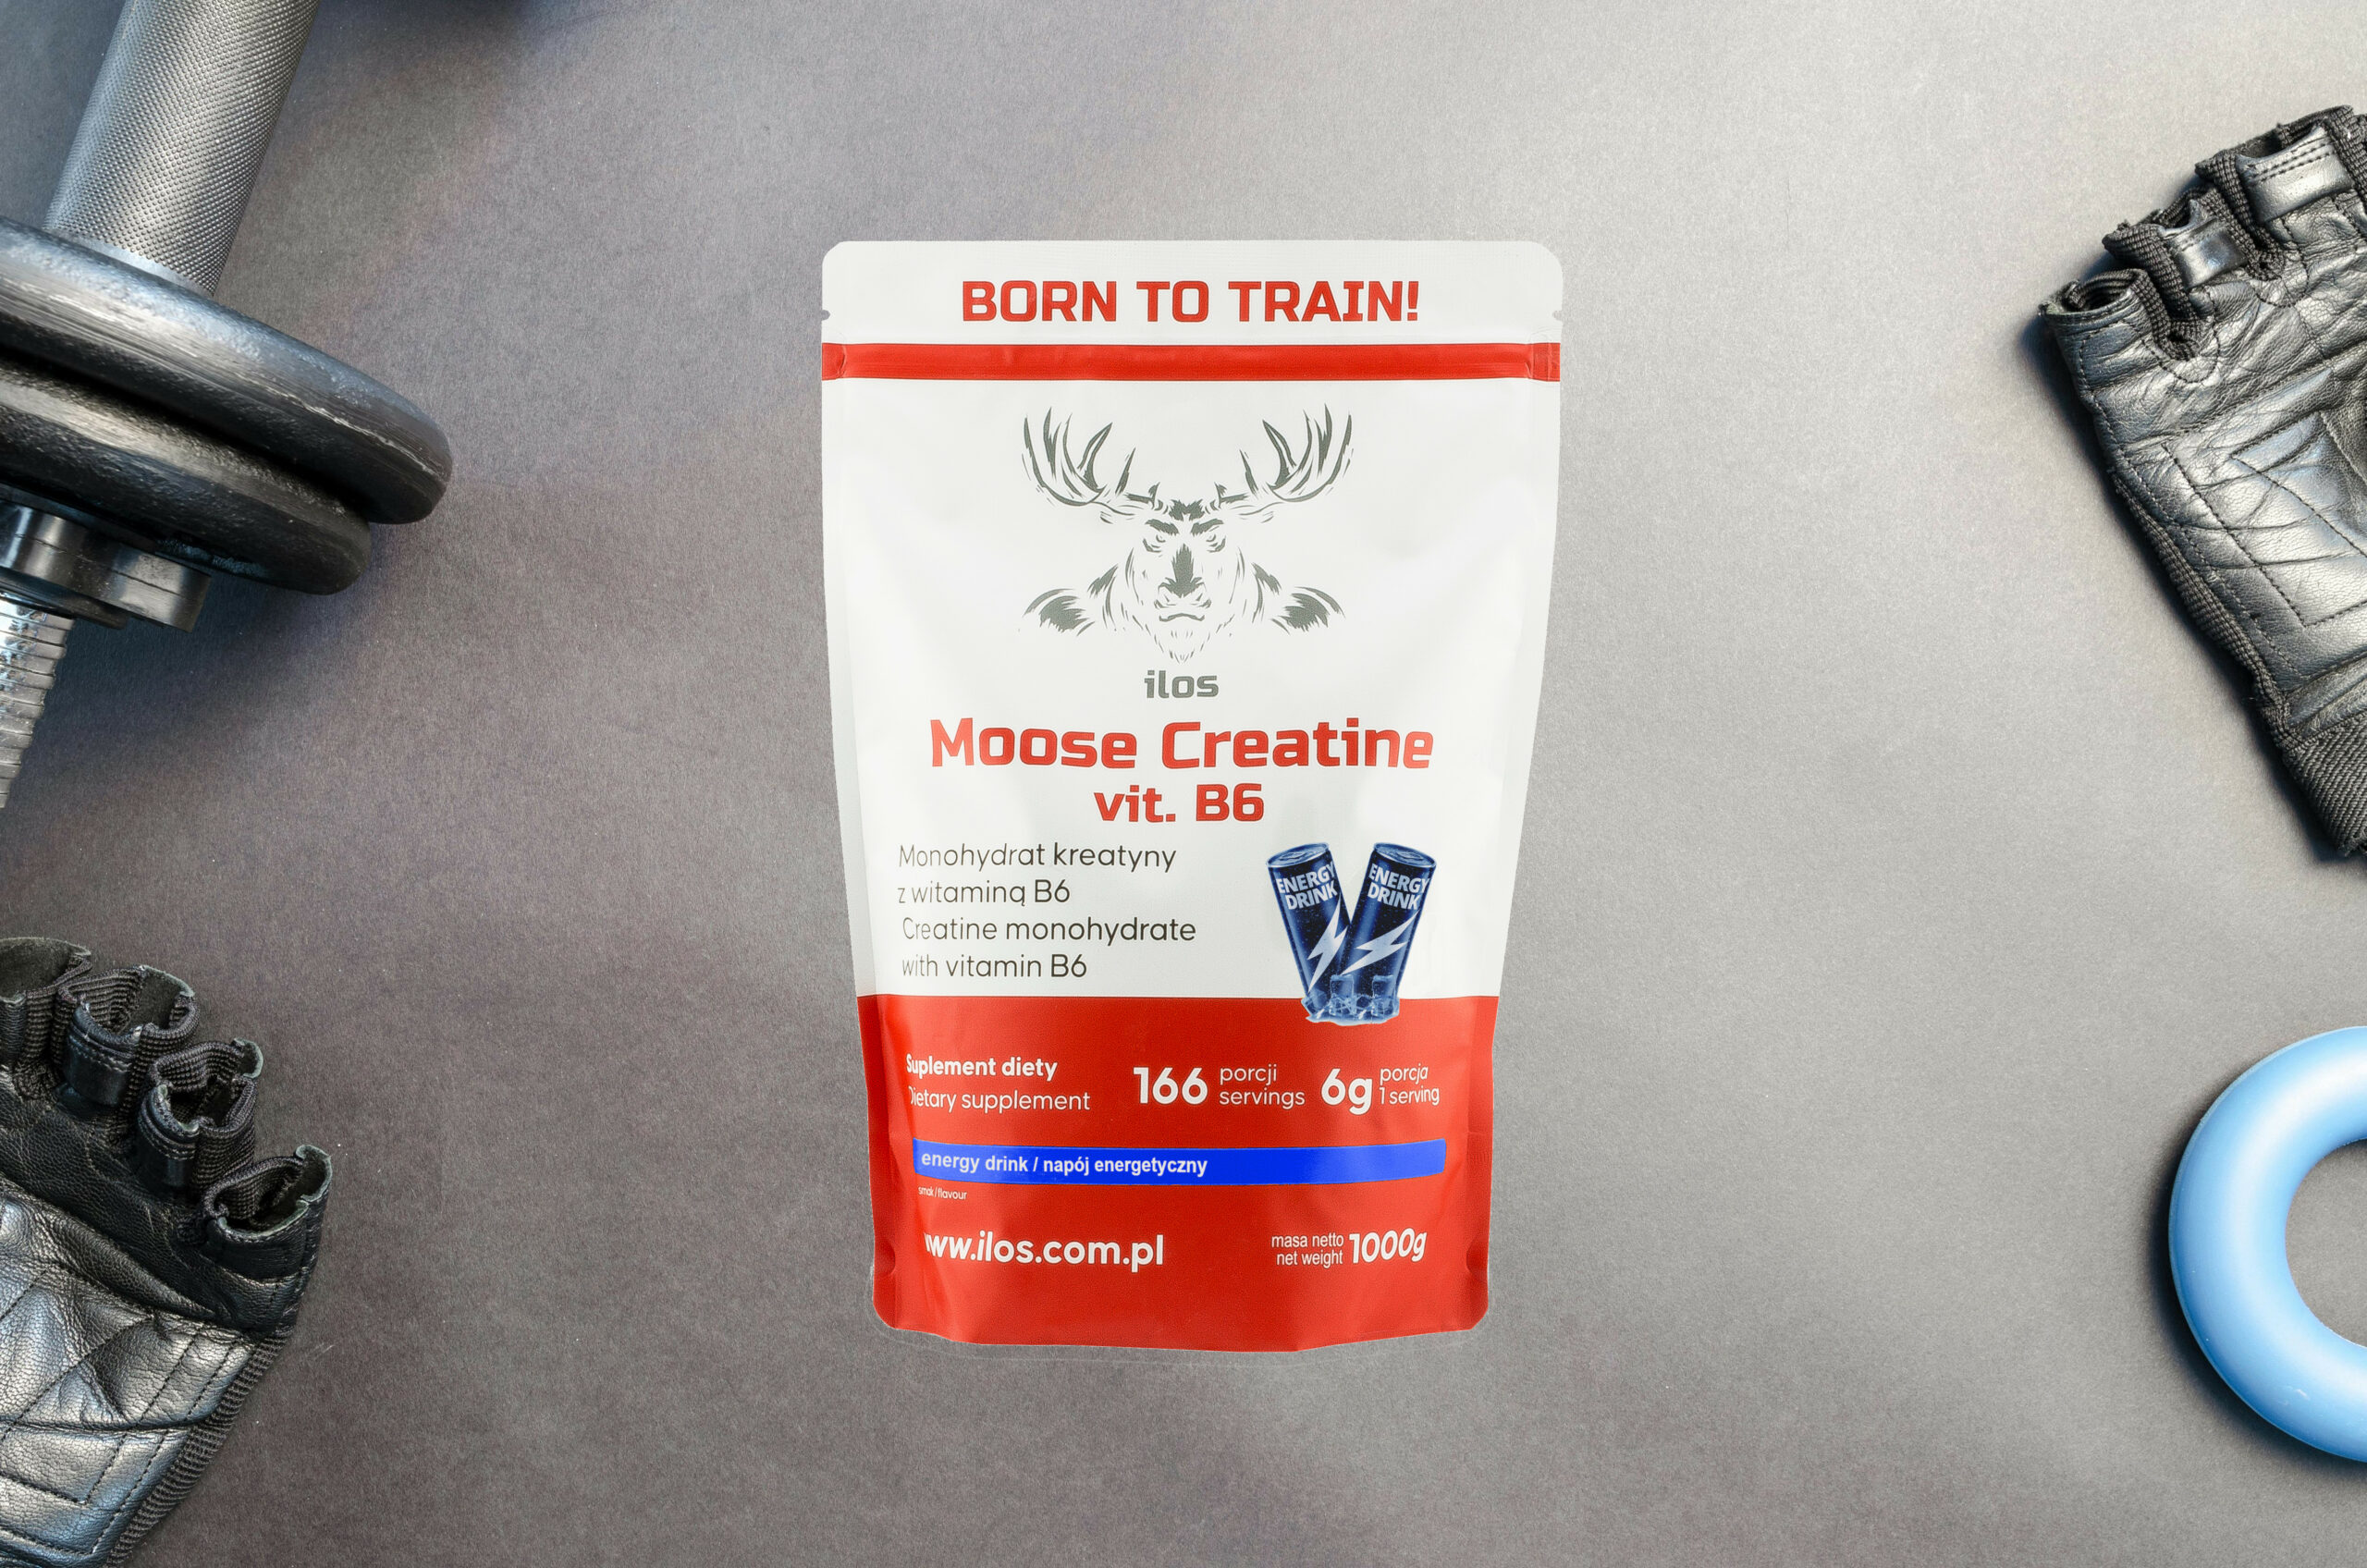 BORN TO TRAIN!
ilos
Moose Creatine
vit. B6
Monohydrat kreatyny
z witaminą B6
Creatine monohydrate
with vitamin B6
ENERGY
DRINK
ENERGY
DRINK
Suplement diety
Dietary supplement
166 porcji
servings
6g porcja
1 serving
energy drink / napój energetyczny
smak/flavour
www.ilos.com.pl
masa netto
net weight 1000g